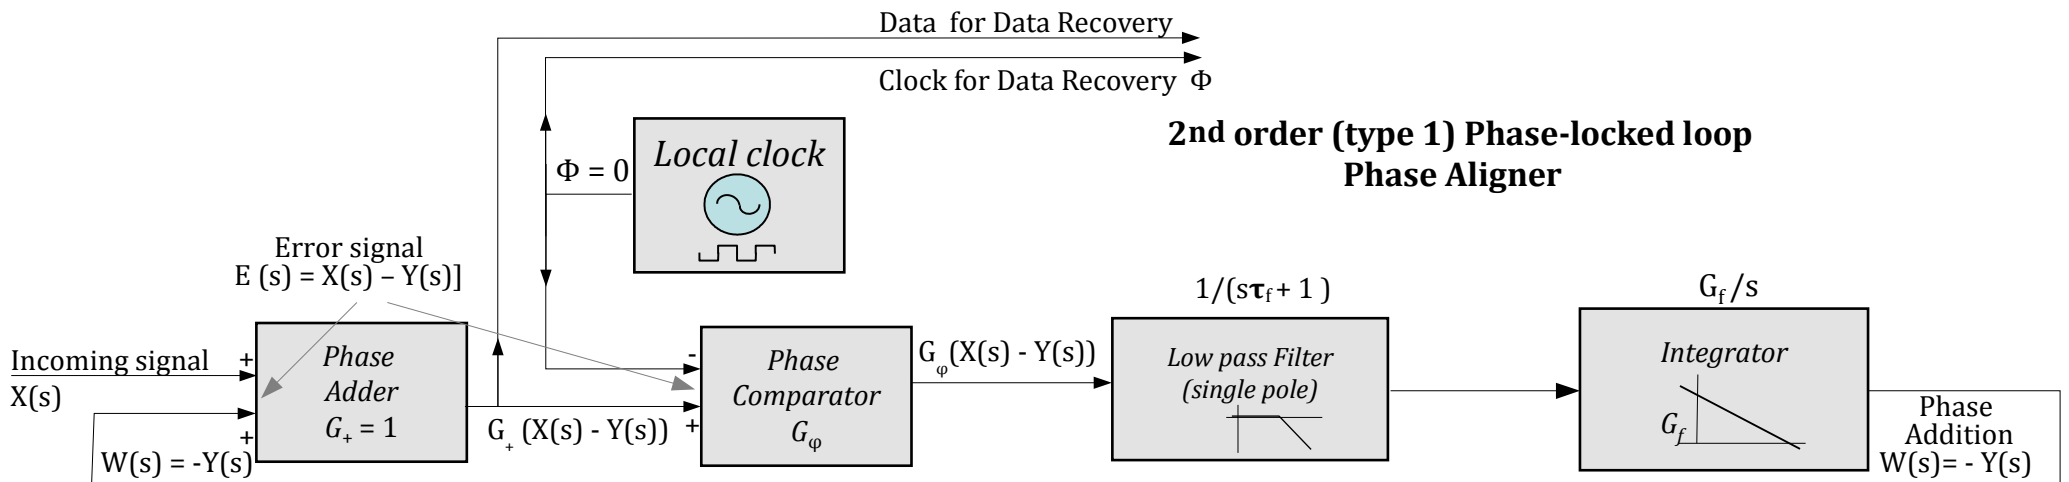 Data for Data Recovery
Clock for Data Recovery Φ
2nd order (type 1) Phase-locked loop
Phase Aligner
Local clock
Φ = 0
Error signal
E (s) = X(s) – Y(s)]
1/(sτf + 1 )
Gf /s
Incoming signal
X(s)
+
+
W(s) = -Y(s)
Phase
Adder
G+ = 1
G+ (X(s) - Y(s))
-
+
Phase
Comparator
Gφ
Gφ(X(s) - Y(s))
Low pass Filter
(single pole)
Integrator
Gf
Phase
Addition
W(s)= - Y(s)